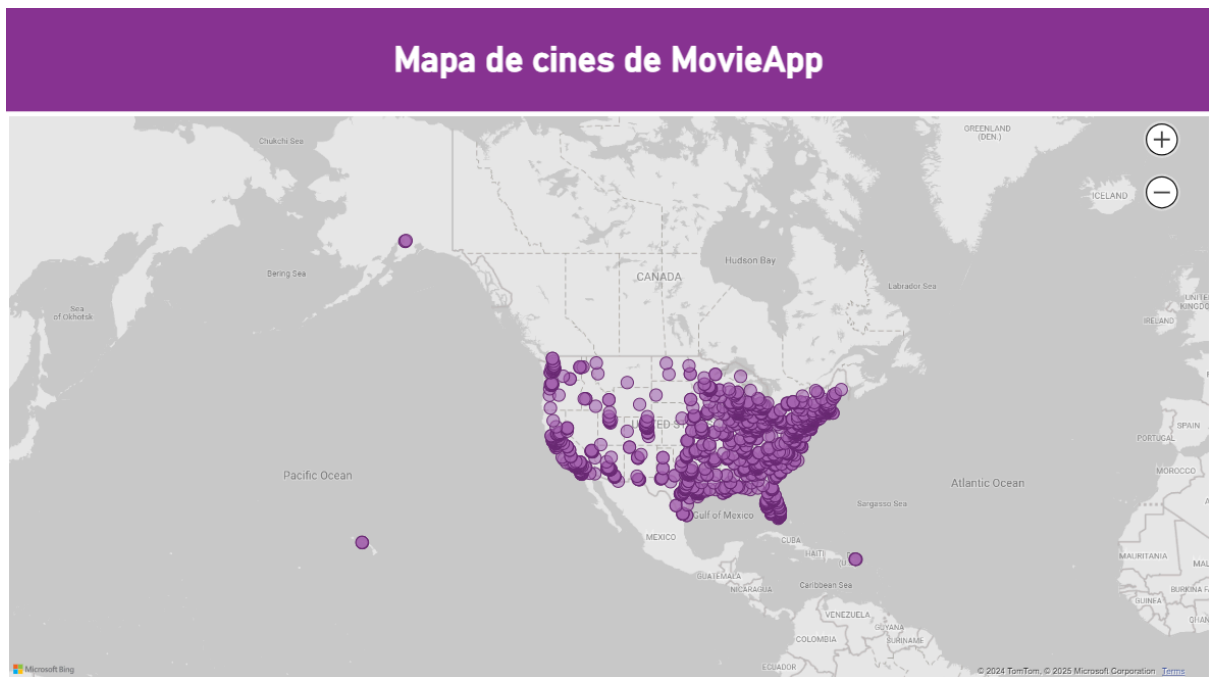 Mapa de cines de MovieApp
GREENLAND
(DEN.)
Chukchi Sea
+
−
ICELAND
Hudson Bay
Bering Sea
CANADA
Labrador Sea
Sea
of Okhotsk
IRELAND
SPAIN
PORTUGAL
MOROCCO
Pacific Ocean
Atlantic Ocean
Sargasso Sea
Gulf of Mexico
MEXICO
CUBA
HAITI
MAURITANIA
GUATEMALA
Caribbean Sea
NICARAGUA
GUINEA
VENEZUELA
GUYANA
COLOMBIA
SURINAME
ECUADOR
Microsoft Bing
© 2024 TomTom, © 2025 Microsoft Corporation Terms